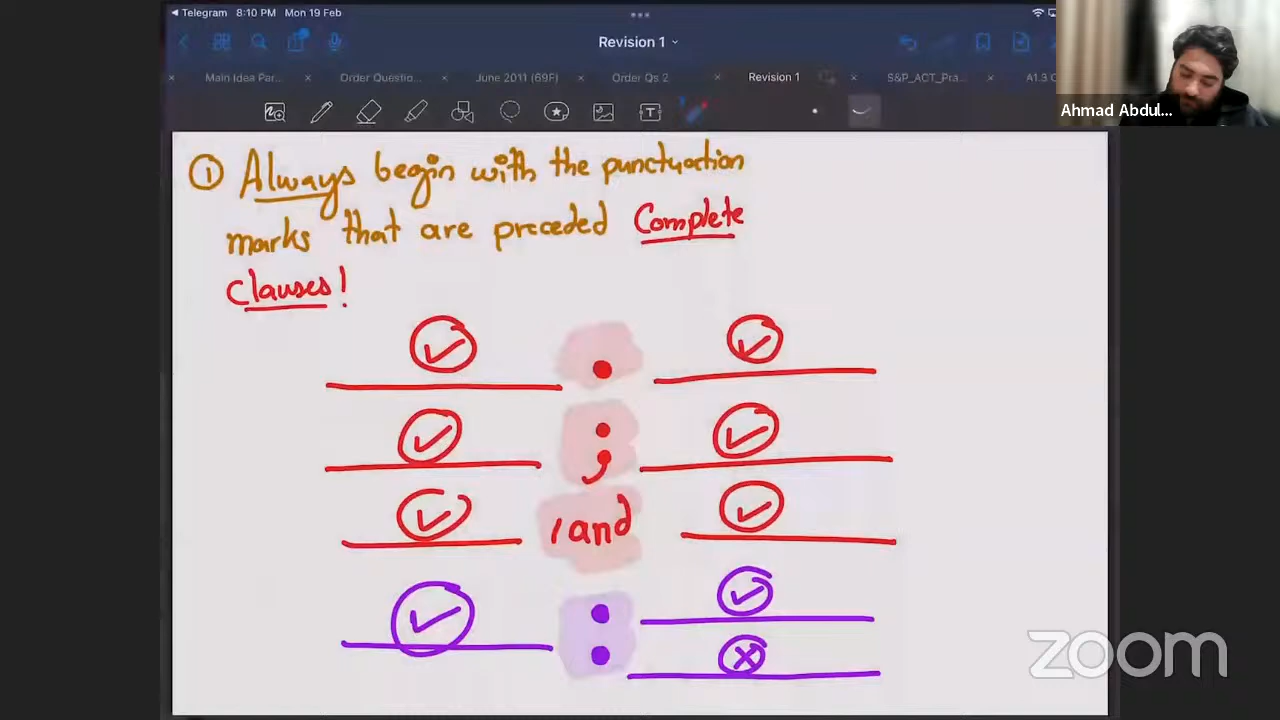 Telegram 8:10 PM Mon 19 Feb
Revision 1
Main Idea Par... Order Questio... June 2011 (69F) Order Qs 2 Revision 1 S&P_ACT_Pra... A1.3
Ahmad Abdul...
① Always begin with the punctuation
marks that are preceded Complete
Clauses!
.
;
, and
:
zoom